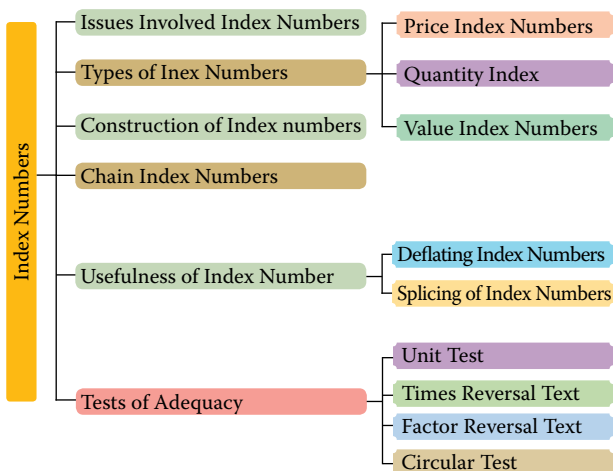 Index Numbers
Issues Involved Index Numbers
Types of Inex Numbers
Price Index Numbers
Quantity Index
Value Index Numbers
Construction of Index numbers
Chain Index Numbers
Usefulness of Index Number
Deflating Index Numbers
Splicing of Index Numbers
Tests of Adequacy
Unit Test
Times Reversal Text
Factor Reversal Text
Circular Test